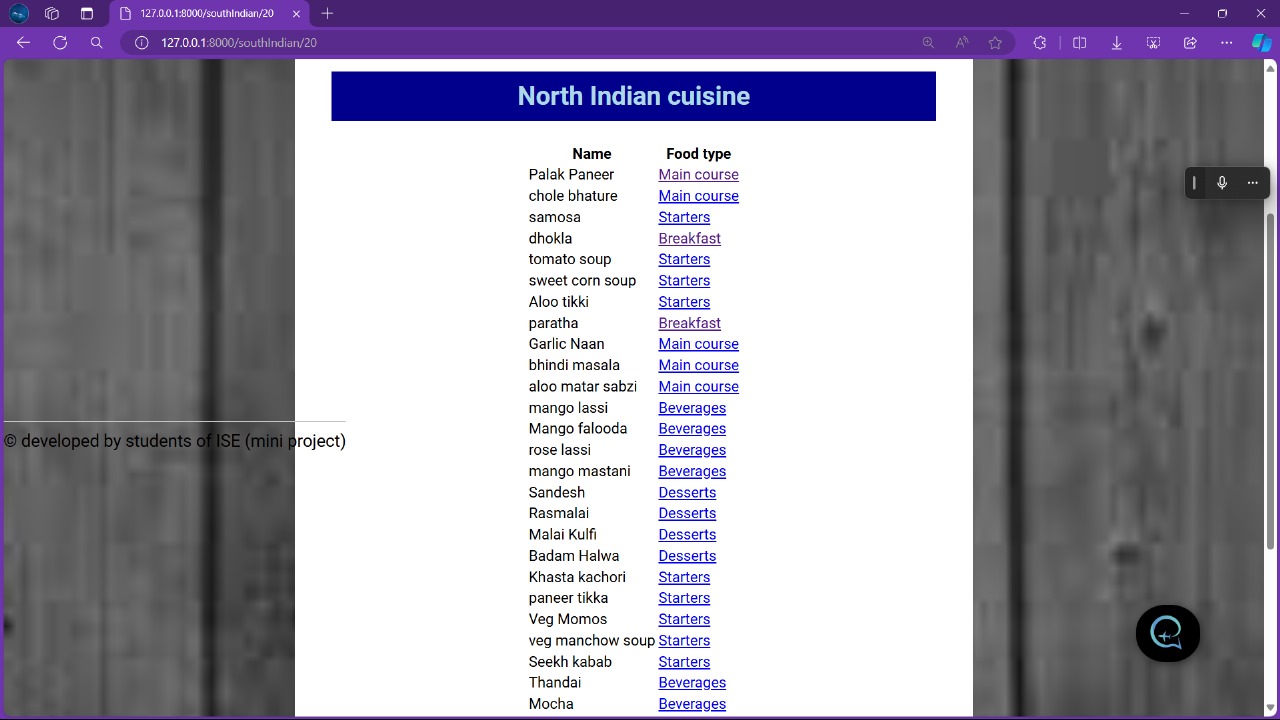 127.0.0.1:8000/southIndian/20
127.0.0.1:8000/southIndian/20
North Indian cuisine
Name Food type
Palak Paneer Main course
chole bhature Main course
samosa Starters
dhokla Breakfast
tomato soup Starters
sweet corn soup Starters
Aloo tikki Starters
paratha Breakfast
Garlic Naan Main course
bhindi masala Main course
aloo matar sabzi Main course
mango lassi Beverages
Mango falooda Beverages
© developed by students of ISE (mini project)
rose lassi Beverages
mango mastani Beverages
Sandesh Desserts
Rasmalai Desserts
Malai Kulfi Desserts
Badam Halwa Desserts
Khasta kachori Starters
paneer tikka Starters
Veg Momos Starters
veg manchow soup Starters
Seekh kabab Starters
Thandai Beverages
Mocha Beverages